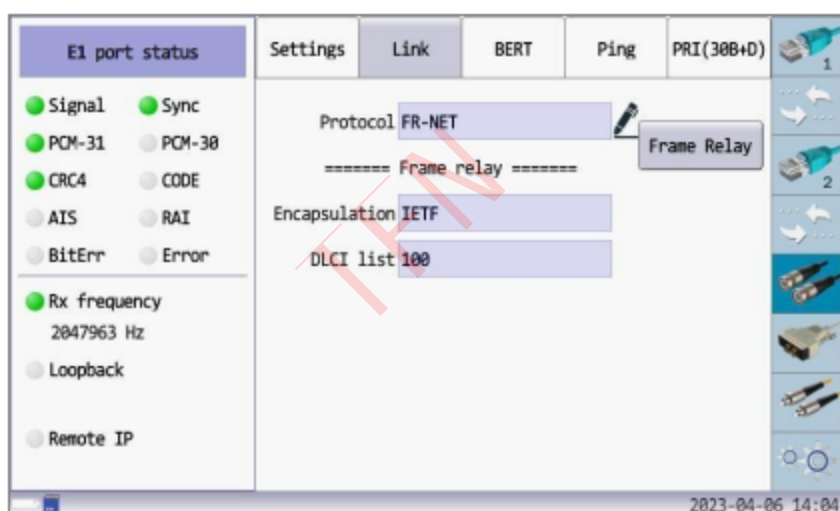 E1 port status
Settings Link BERT Ping PRI(30B+D)
1
Signal Sync
PCM-31 PCM-30
CRC4 CODE
AIS RAI
BitErr Error
Rx frequency
2047963 Hz
Loopback
Remote IP
Protocol FR-NET
Frame Relay
======= Frame relay =======
Encapsulation IETF
DLCI list 100
2
TFN
2023-04-06 14:04